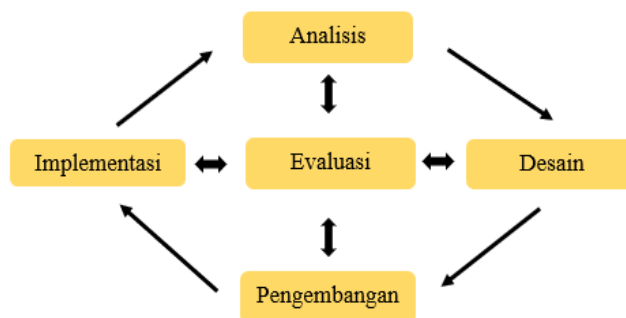 Analisis
Implementasi
Evaluasi
Desain
Pengembangan